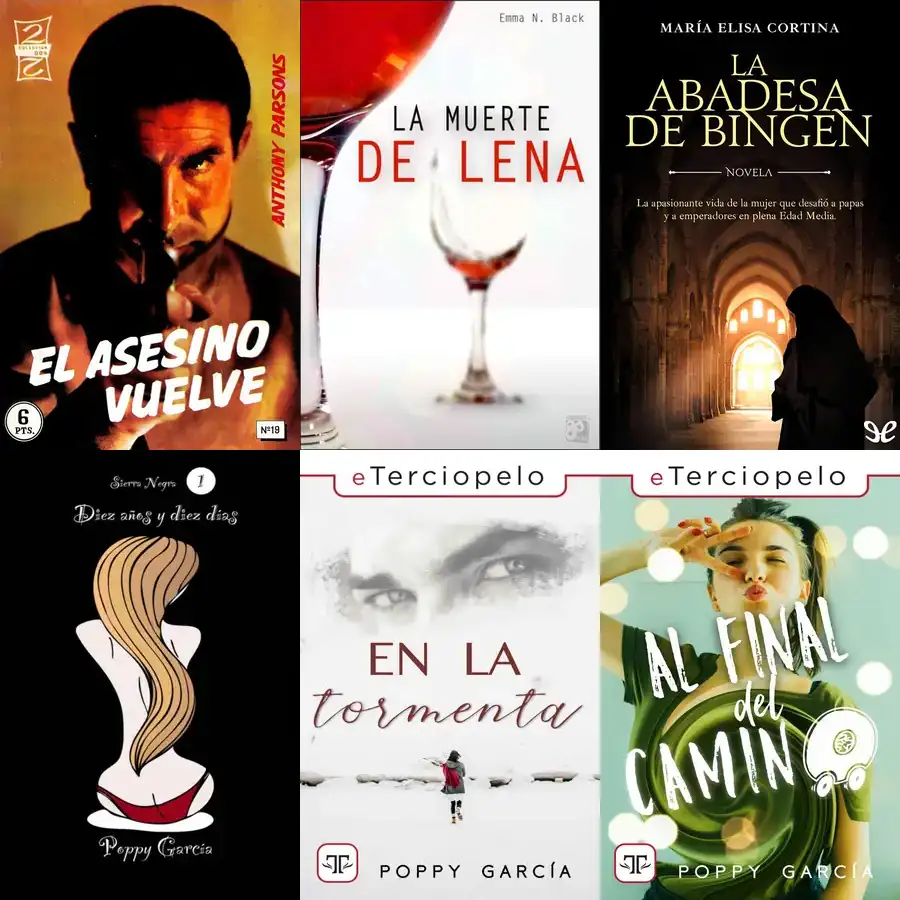 2
COLECCION
DOS
ANTHONY PARSONS
EL ASESINO
VUELVE
6
PTS.
Nº19
Emma N. Black
LA MUERTE
DE LENA
MARÍA ELISA CORTINA
LA
ABADESA
DE BINGEN
NOVELA
La apasionante vida de la mujer que desafió a papas
y a emperadores en plena Edad Media.
Sierra Negra 1
Diez años y diez días
Poppy García
eTerciopelo
EN LA
tormenta
POPPY GARCÍA
eTerciopelo
AL FINAL
del
CAMINO
POPPY GARCÍA